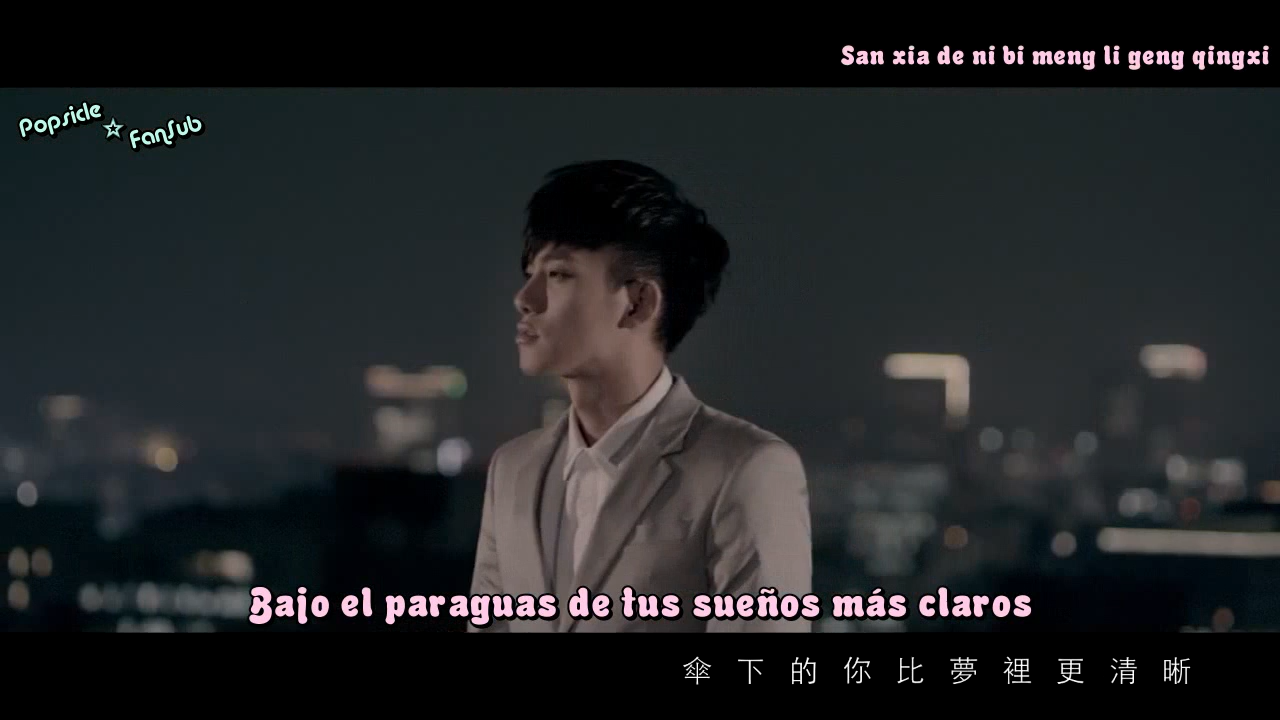 San xia de ni bi meng li geng qingxi
Popsicle ☆ FanSub
Bajo el paraguas de tus sueños más claros
傘下的你比夢裡更清晰